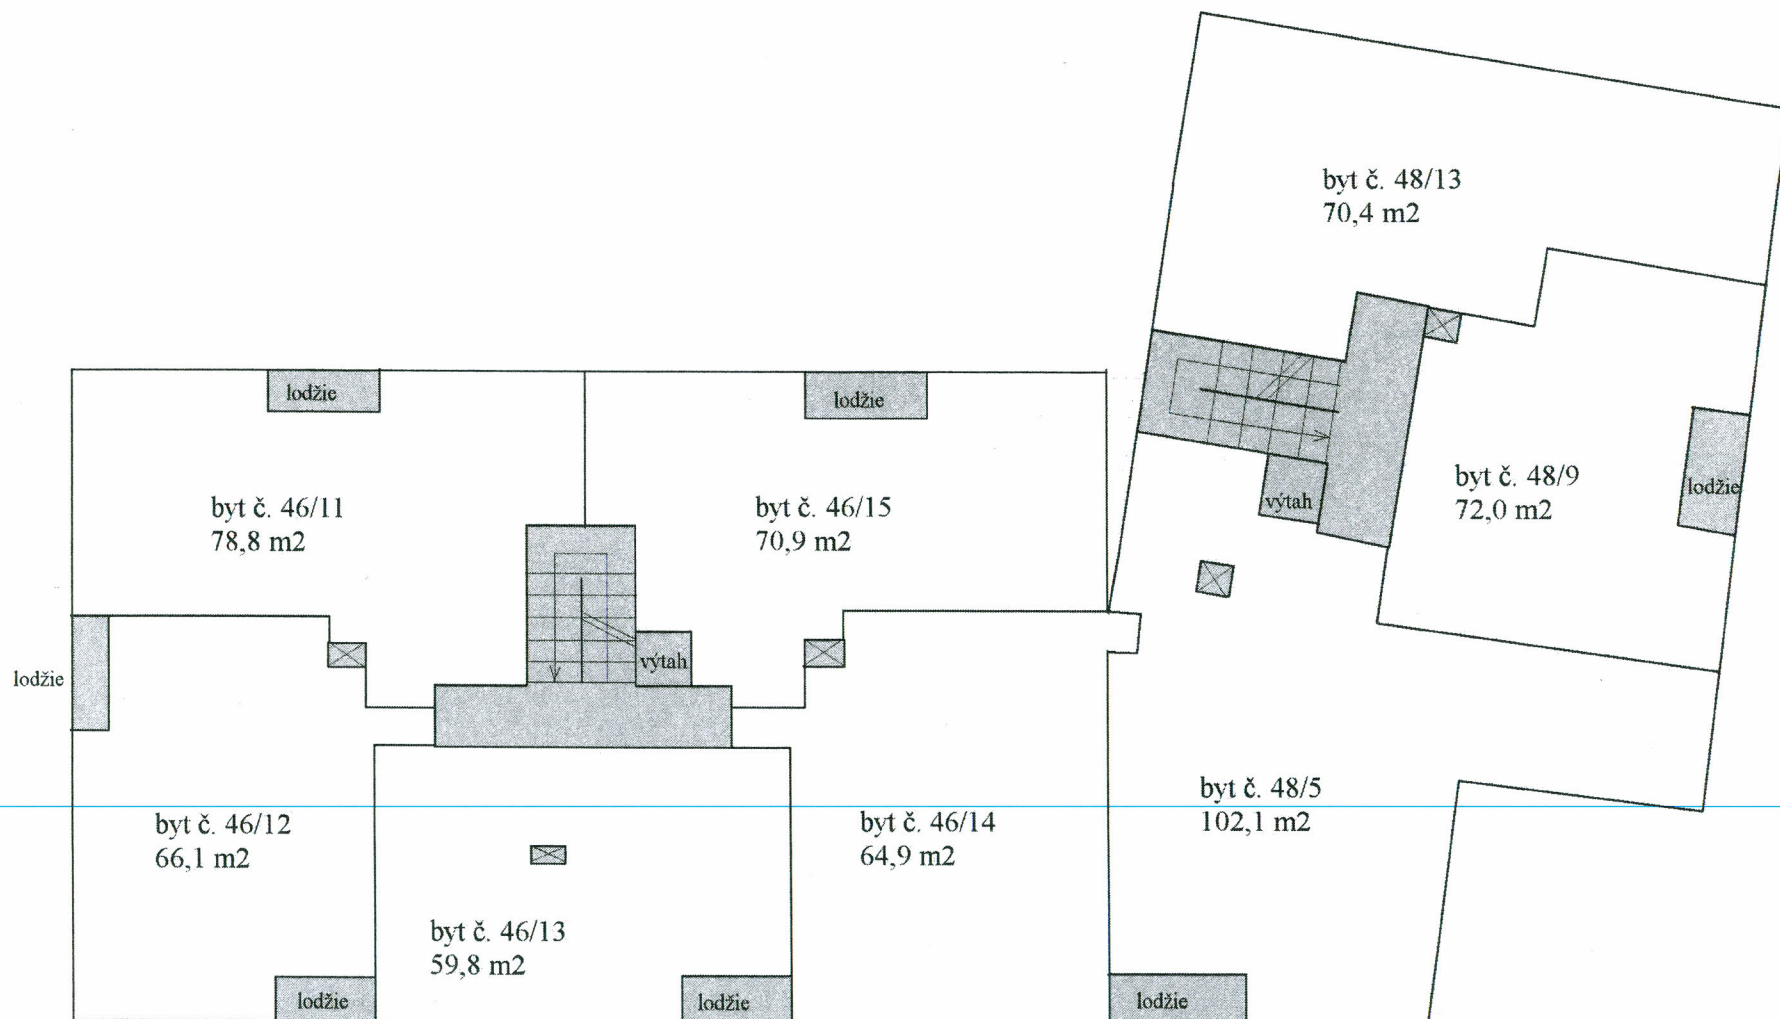 byt č. 48/13
70,4 m2
lodžie
lodžie
byt č. 46/11
78,8 m2
byt č. 46/15
70,9 m2
výtah
byt č. 48/9
72,0 m2
lodžie
lodžie
výtah
byt č. 46/12
66,1 m2
byt č. 46/14
64,9 m2
byt č. 48/5
102,1 m2
byt č. 46/13
59,8 m2
lodžie
lodžie
lodžie